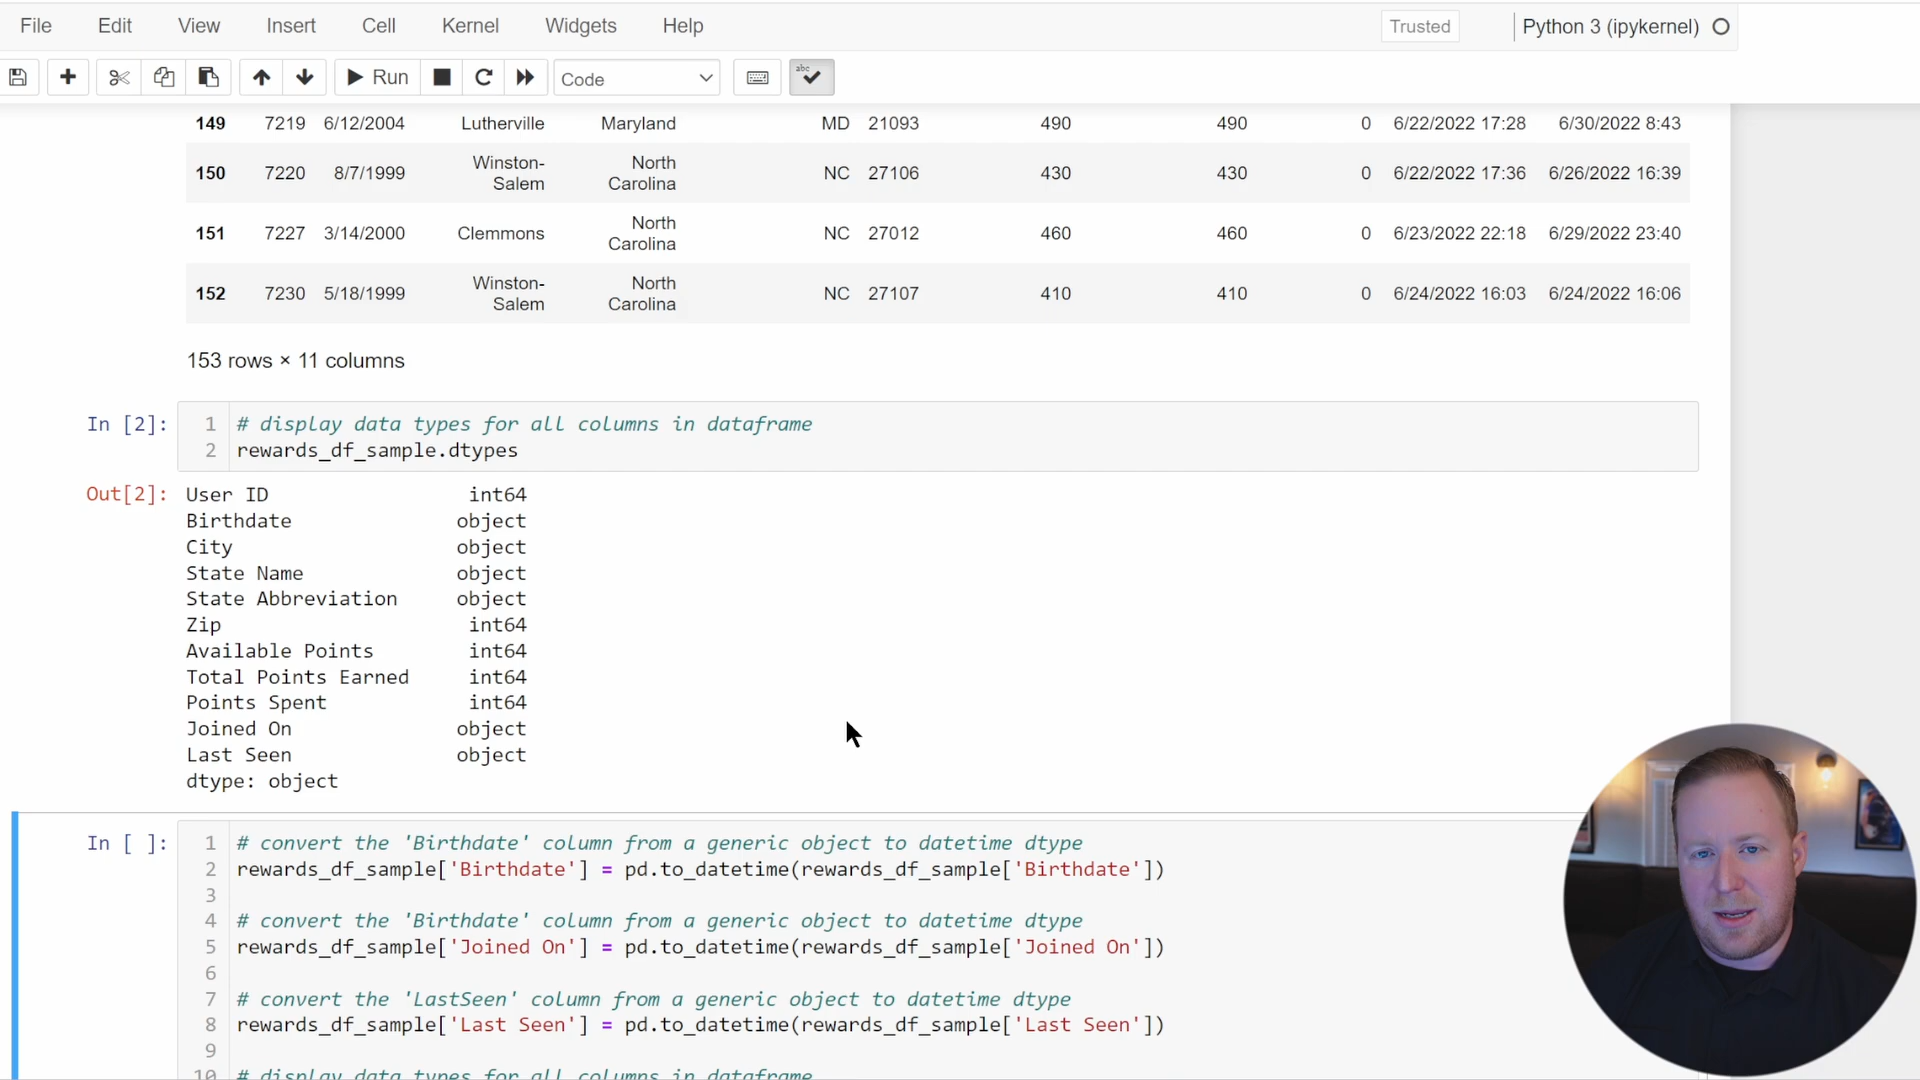 File Edit View Insert Cell Kernel Widgets Help Trusted Python 3 (ipykernel)
Run Code abc
149 7219 6/12/2004 Lutherville Maryland MD 21093 490 490 0 6/22/2022 17:28 6/30/2022 8:43
150 7220 8/7/1999 Winston-Salem North Carolina NC 27106 430 430 0 6/22/2022 17:36 6/26/2022 16:39
151 7227 3/14/2000 Clemmons North Carolina NC 27012 460 460 0 6/23/2022 22:18 6/29/2022 23:40
152 7230 5/18/1999 Winston-Salem North Carolina NC 27107 410 410 0 6/24/2022 16:03 6/24/2022 16:06
153 rows × 11 columns
In [2]: 1 # display data types for all columns in dataframe
2 rewards_df_sample.dtypes
Out[2]: User ID int64
Birthdate object
City object
State Name object
State Abbreviation object
Zip int64
Available Points int64
Total Points Earned int64
Points Spent int64
Joined On object
Last Seen object
dtype: object
In [ ]: 1 # convert the 'Birthdate' column from a generic object to datetime dtype
2 rewards_df_sample['Birthdate'] = pd.to_datetime(rewards_df_sample['Birthdate'])
3
4 # convert the 'Birthdate' column from a generic object to datetime dtype
5 rewards_df_sample['Joined On'] = pd.to_datetime(rewards_df_sample['Joined On'])
6
7 # convert the 'LastSeen' column from a generic object to datetime dtype
8 rewards_df_sample['Last Seen'] = pd.to_datetime(rewards_df_sample['Last Seen'])
9
10 # display data types for all columns in dataframe